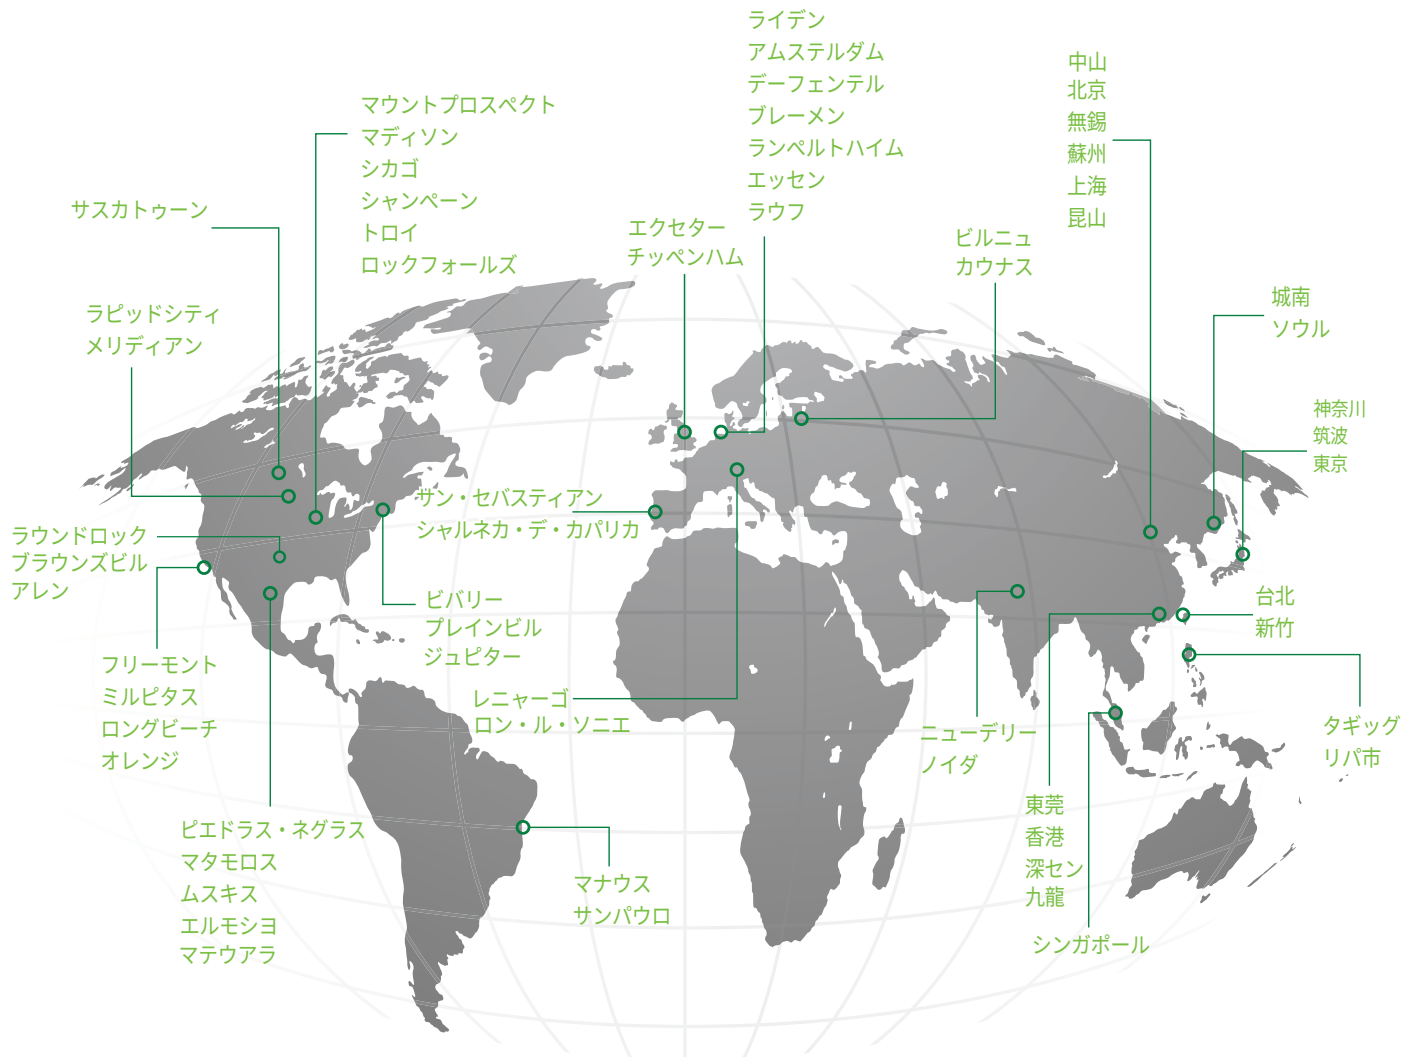 ライデン
アムステルダム
デーフェンテル
ブレーメン
ランペルトハイム
エッセン
ラウフ
中山
北京
無錫
蘇州
上海
昆山
マウントプロスペクト
マディソン
シカゴ
シャンペーン
トロイ
ロックフォールズ
サスカトゥーン
エクセター
チッペンハム
ビルニュ
カウナス
城南
ソウル
ラピッドシティ
メリディアン
神奈川
筑波
東京
サン・セバスティアン
シャルネカ・デ・カパリカ
ラウンドロック
ブラウンズビル
アレン
ビバリー
プレインビル
ジュピター
台北
新竹
フリーモント
ミルピタス
ロングビーチ
オレンジ
レニャーゴ
ロン・ル・ソニエ
ニューデリー
ノイダ
タギッグ
リパ市
東莞
香港
深セン
九龍
ピエドラス・ネグラス
マタモロス
ムスキス
エルモシヨ
マテウアラ
マナウス
サンパウロ
シンガポール